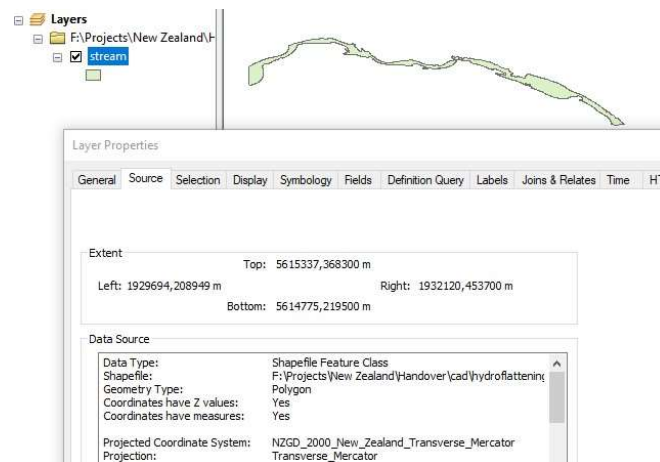 Layers
F:\Projects\New Zealand\H
stream
Layer Properties
General Source Selection Display Symbology Fields Definition Query Labels Joins & Relates Time HT
Extent
Top: 5615337,368300 m
Left: 1929694,208949 m Right: 1932120,453700 m
Bottom: 5614775,219500 m
Data Source
Data Type: Shapefile Feature Class
Shapefile: F:\Projects\New Zealand\Handover\cad\hydroflattening
Geometry Type: Polygon
Coordinates have Z values: Yes
Coordinates have measures: Yes
Projected Coordinate System: NZGD_2000_New_Zealand_Transverse_Mercator
Projection: Transverse_Mercator